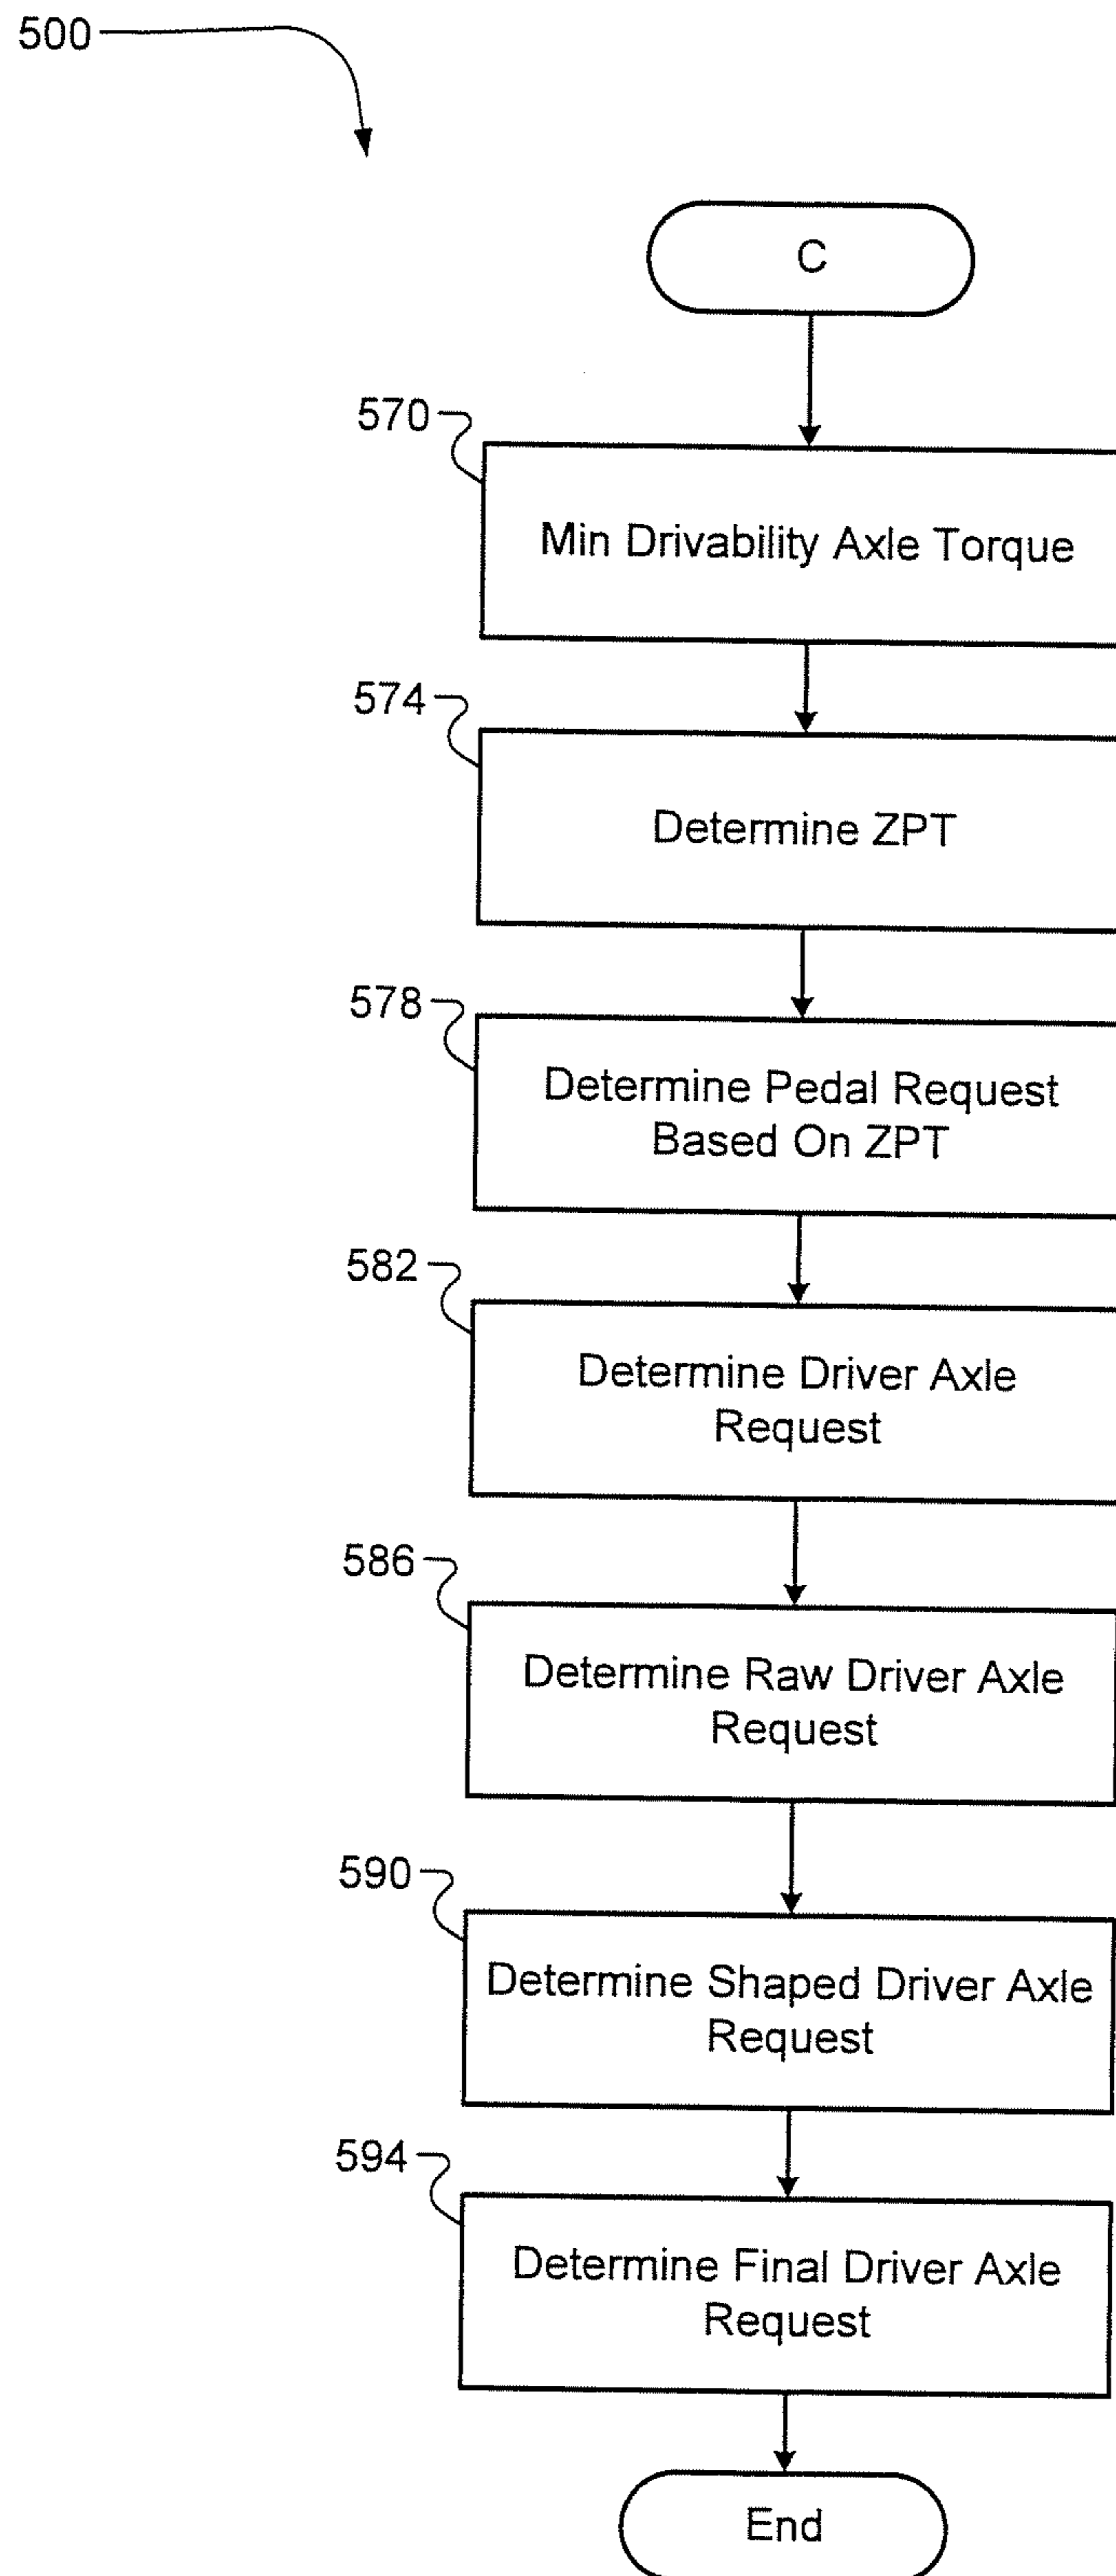 500
C
570
Min Drivability Axle Torque
574
Determine ZPT
578
Determine Pedal Request
Based On ZPT
582
Determine Driver Axle
Request
586
Determine Raw Driver Axle
Request
590
Determine Shaped Driver Axle
Request
594
Determine Final Driver Axle
Request
End